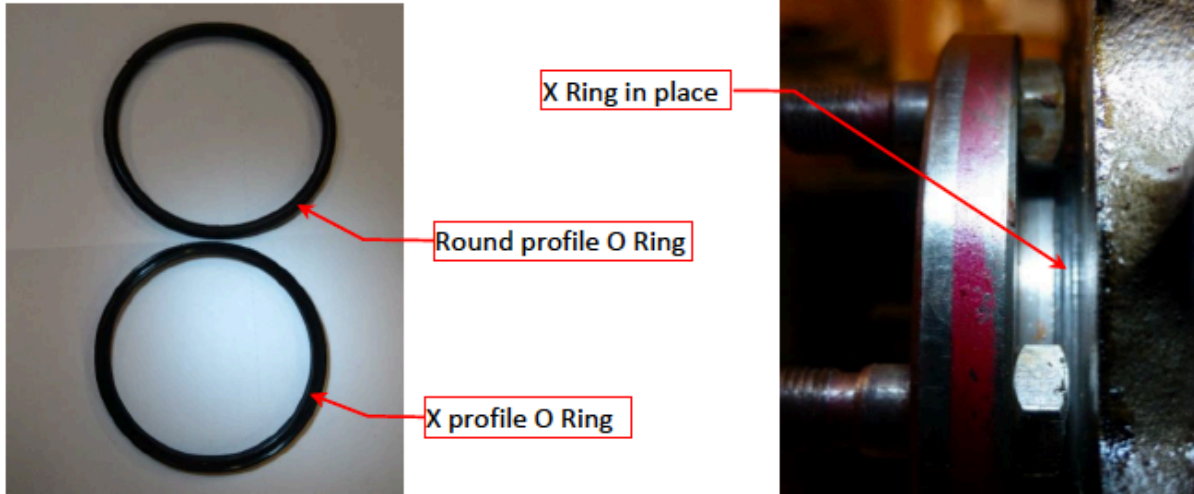 X Ring in place
Round profile O Ring
X profile O Ring